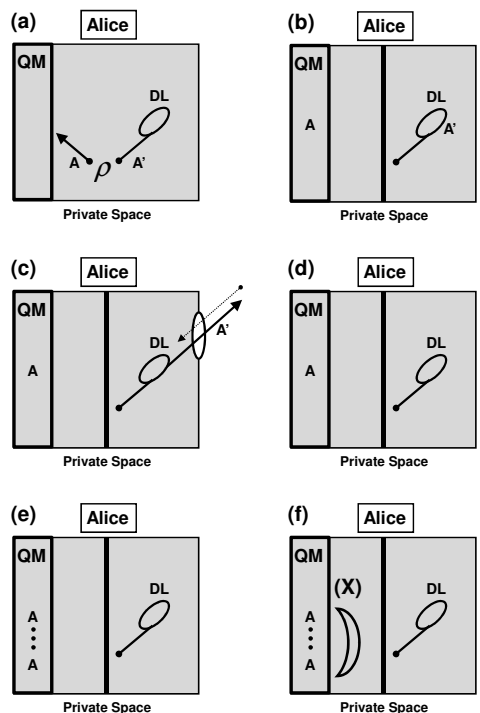 (a)
Alice
QM
DL
A ρ A'
Private Space
(b)
Alice
QM
DL
A
A'
Private Space
(c)
Alice
QM
A'
DL
A
Private Space
(d)
Alice
QM
DL
A
Private Space
(e)
Alice
QM
DL
A
A
Private Space
(f)
Alice
QM
(X)
DL
A
A
Private Space